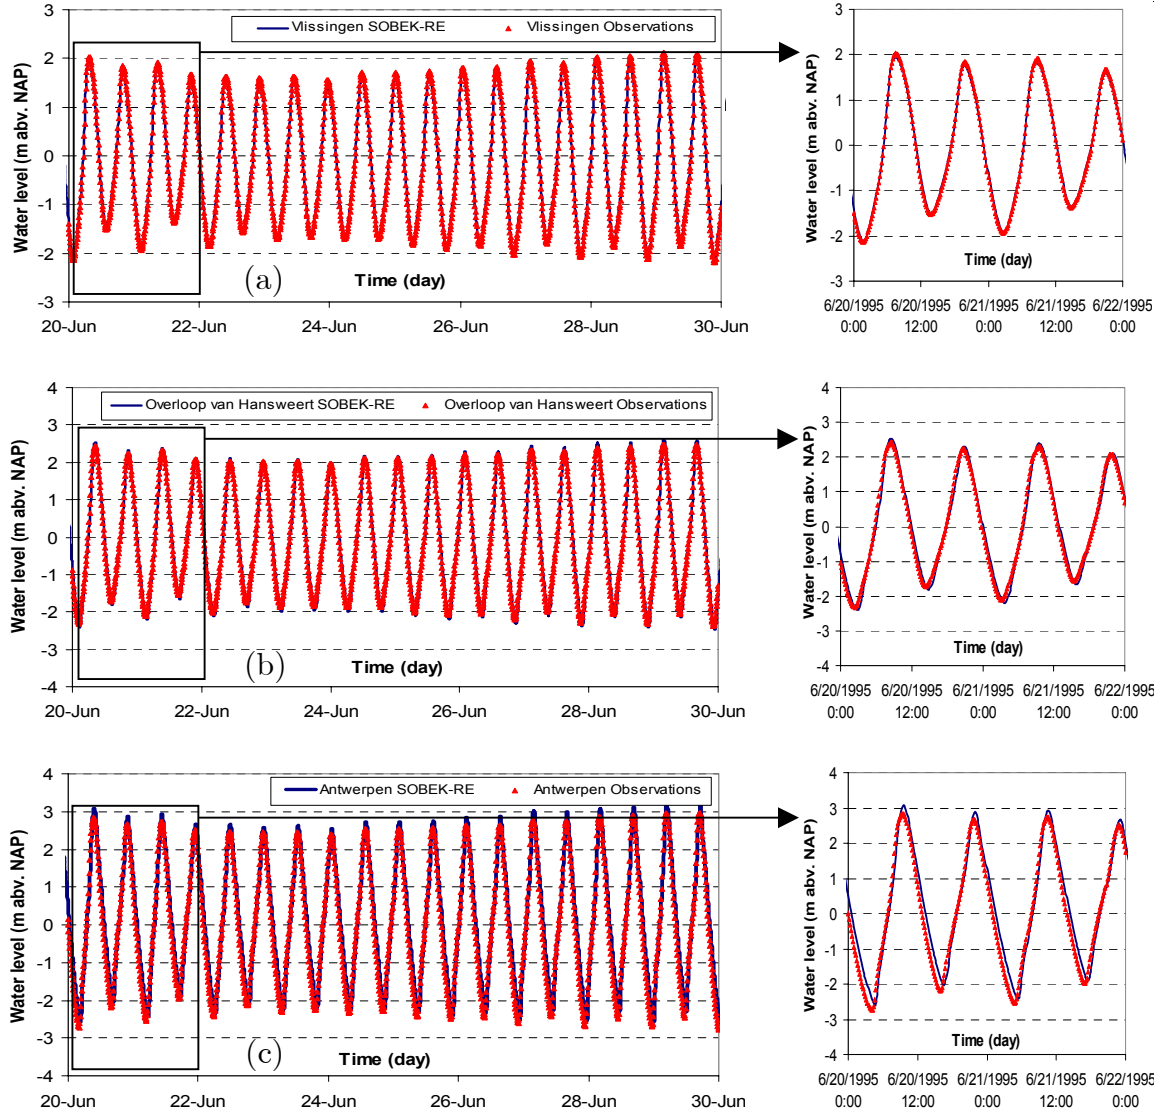 Vlissingen SOBEK-RE Vlissingen Observations
Water level (m abv. NAP)
3
2
1
0
-1
-2
-3
(a)
Time (day)
20-Jun 22-Jun 24-Jun 26-Jun 28-Jun 30-Jun
Water level (m abv. NAP)
3
2
1
0
-1
-2
-3
Time (day)
6/20/1995 6/20/1995 6/21/1995 6/21/1995 6/22/1995
0:00 12:00 0:00 12:00 0:00
Overloop van Hansweert SOBEK-RE Overloop van Hansweert Observations
Water level (m abv. NAP)
4
3
2
1
0
-1
-2
-3
-4
(b)
Time (day)
20-Jun 22-Jun 24-Jun 26-Jun 28-Jun 30-Jun
Water level (m abv. NAP)
4
3
2
1
0
-1
-2
-3
-4
Time (day)
6/20/1995 6/20/1995 6/21/1995 6/21/1995 6/22/1995
0:00 12:00 0:00 12:00 0:00
Antwerpen SOBEK-RE Antwerpen Observations
Water level (m abv. NAP)
4
3
2
1
0
-1
-2
-3
-4
(c)
Time (day)
20-Jun 22-Jun 24-Jun 26-Jun 28-Jun 30-Jun
Water level (m abv. NAP)
4
3
2
1
0
-1
-2
-3
-4
Time (day)
6/20/1995 6/20/1995 6/21/1995 6/21/1995 6/22/1995
0:00 12:00 0:00 12:00 0:00